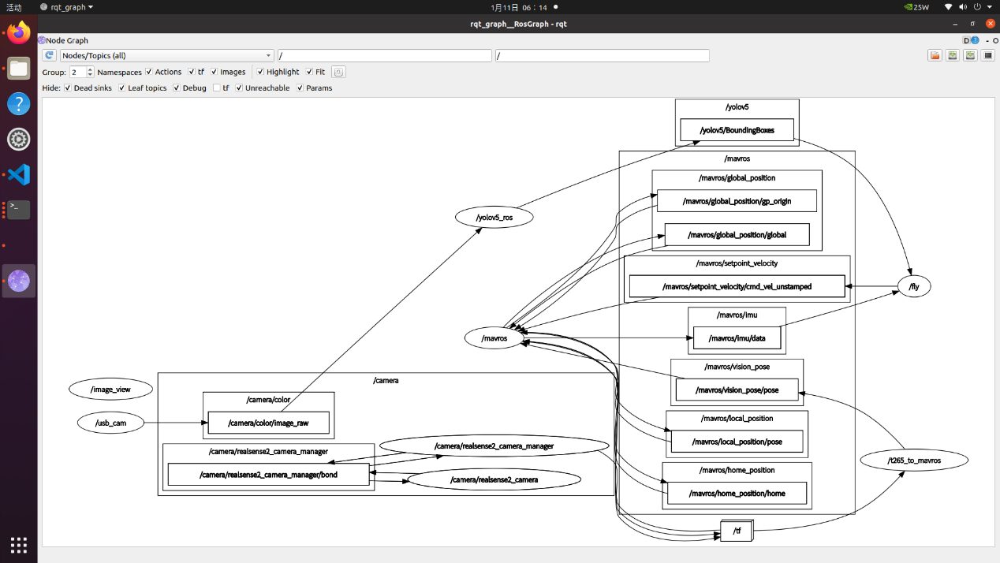 活动
rqt_graph
1月11日 06：14
25W
rqt_graph__RosGraph - rqt
Node Graph
D
?
- O
Nodes/Topics (all)
/
/
Group:
2
Namespaces
Actions
tf
Images
Highlight
Fit
Hide:
Dead sinks
Leaf topics
Debug
tf
Unreachable
Params
/yolov5
/yolov5/BoundingBoxes
/mavros
/mavros/global_position
/mavros/global_position/gp_origin
/yolov5_ros
/mavros/global_position/global
/mavros/setpoint_velocity
/mavros/setpoint_velocity/cmd_vel_unstamped
/fly
/mavros/imu
/mavros
/mavros/imu/data
/mavros/vision_pose
/camera
/image_view
/mavros/vision_pose/pose
/camera/color
/usb_cam
/camera/color/image_raw
/mavros/local_position
/mavros/local_position/pose
/camera/realsense2_camera_manager
/camera/realsense2_camera_manager
/t265_to_mavros
/mavros/home_position
/camera/realsense2_camera_manager/bond
/camera/realsense2_camera
/mavros/home_position/home
/tf